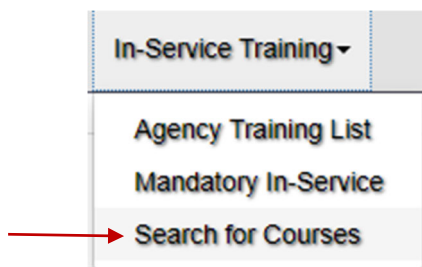 In-Service Training
Agency Training List
Mandatory In-Service
Search for Courses